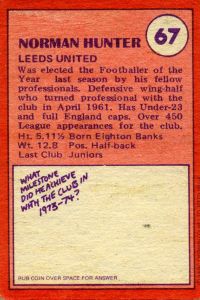 NORMAN HUNTER
67
LEEDS UNITED
Was elected the Footballer of the
Year last season by his fellow
professionals. Defensive wing-half
who turned professional with the
club in April 1961. Has Under-23
and full England caps. Over 450
League appearances for the club.
Ht. 5.11½ Born Eighton Banks
Wt. 12.8 Pos. Half-back
Last Club Juniors
WHAT
MILESTONE
DID HE ACHIEVE
WITH THE CLUB IN
1973-74?
RUB COIN OVER SPACE FOR ANSWER